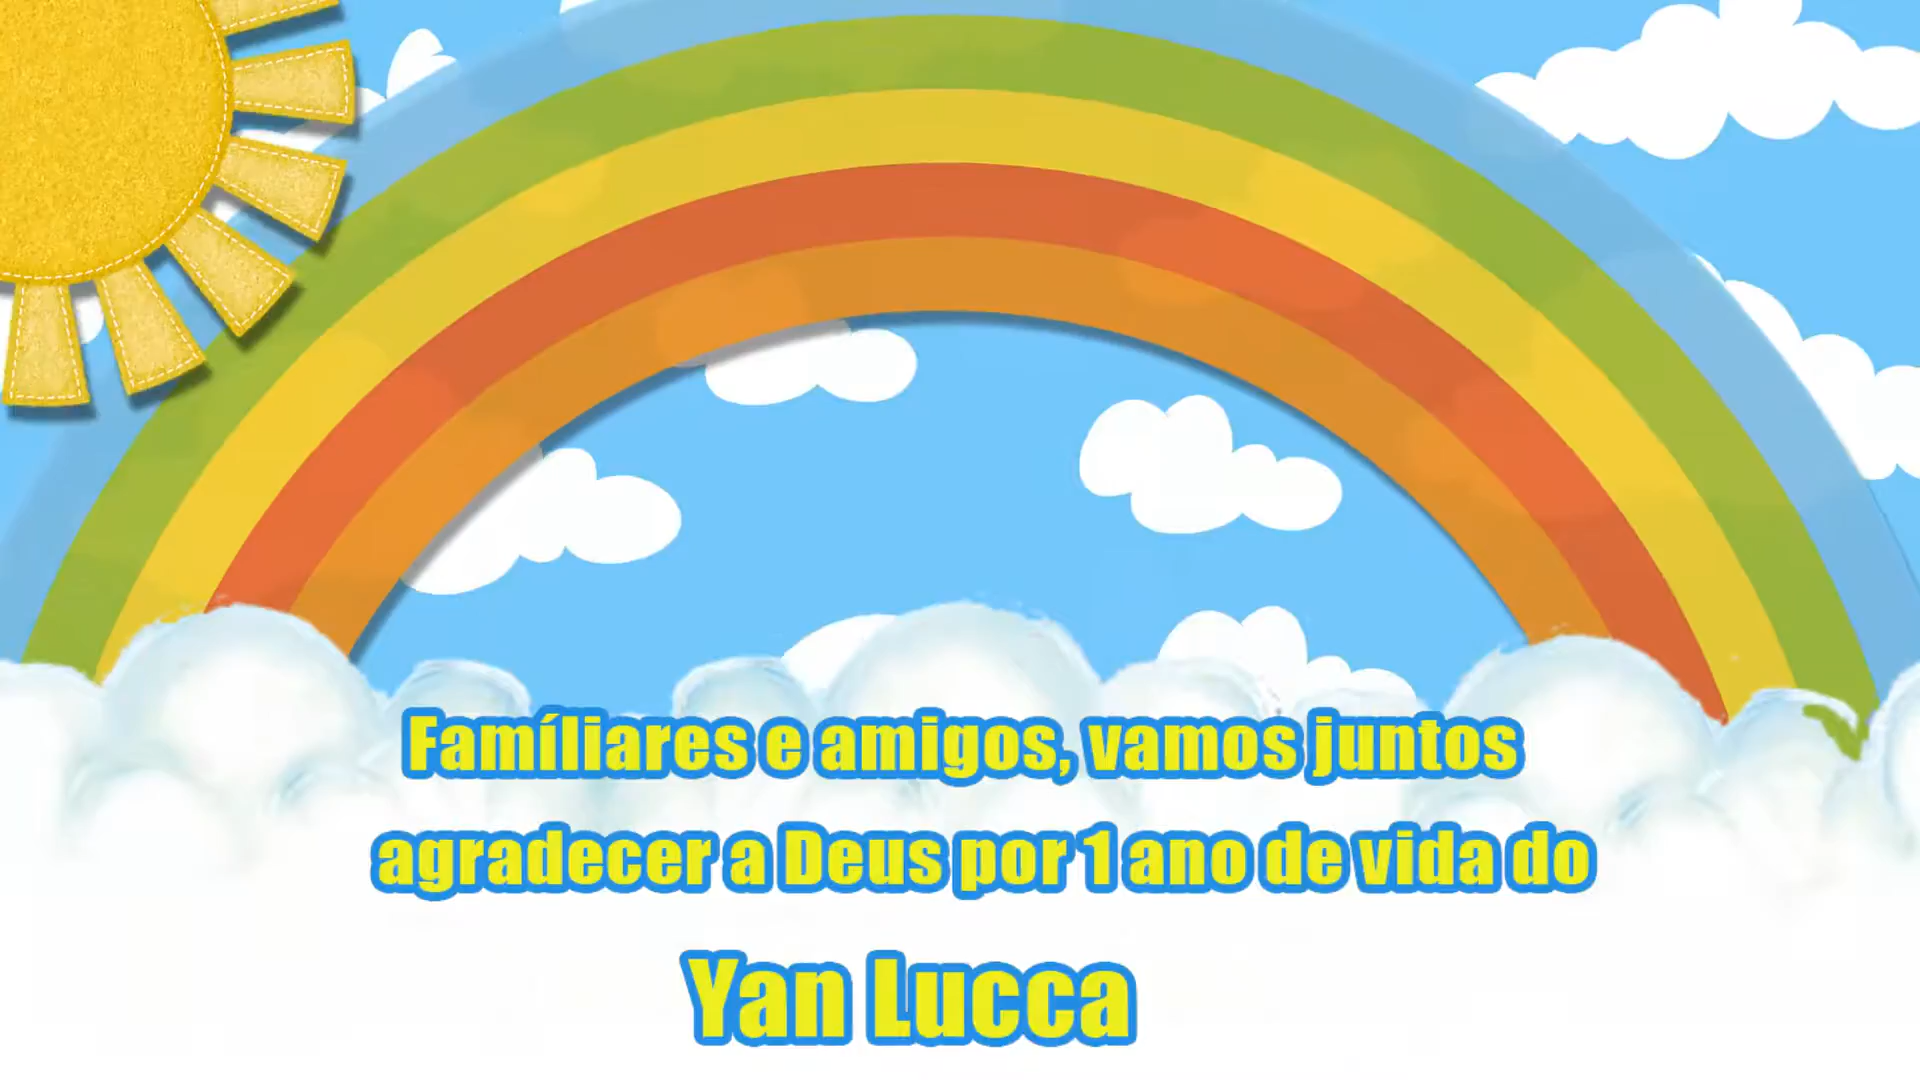 Famíliares e amigos, vamos juntos
agradecer a Deus por 1 ano de vida do
Yan Lucca